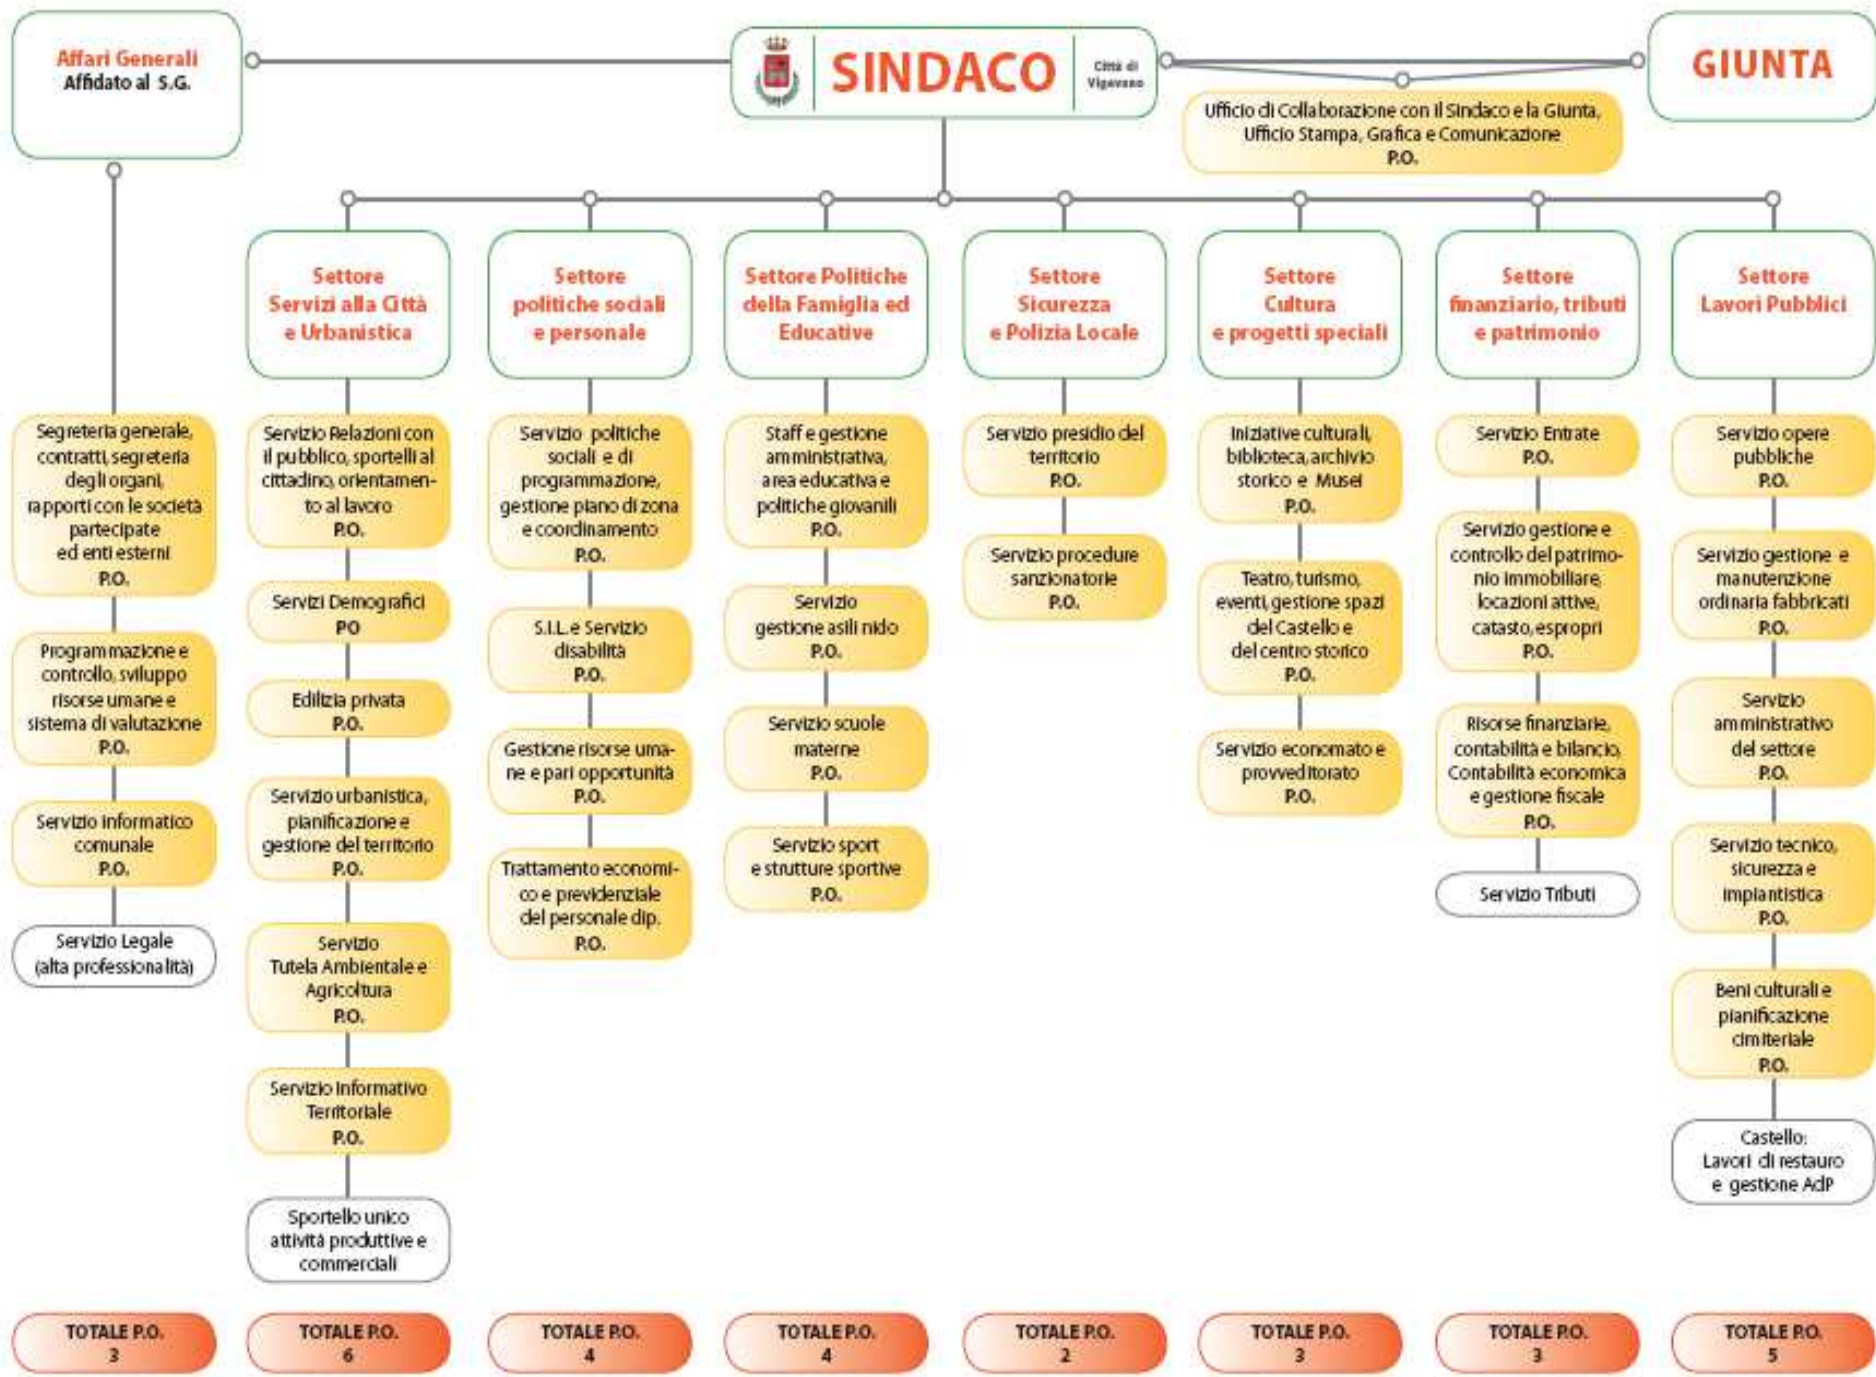 Affari Generali
Affidato al S.G.
SINDACO
Città di
Vigevano
GIUNTA
Ufficio di Collaborazione con il Sindaco e la Giunta,
Ufficio Stampa, Grafica e Comunicazione
P.O.
Segreteria generale,
contratti, segreteria
degli organi,
rapporti con le società
partecipate
ed enti esterni
P.O.
Programmazione e
controllo, sviluppo
risorse umane e
sistema di valutazione
P.O.
Servizio informatico
comunale
P.O.
Servizio Legale
(alta professionalità)
TOTALE P.O.
3
Settore
Servizi alla Città
e Urbanistica
Servizio Relazioni con
il pubblico, sportelli al
cittadino, orientamen-
to al lavoro
P.O.
Servizi Demografici
PO
Edilizia privata
P.O.
Servizio urbanistica,
pianificazione e
gestione del territorio
P.O.
Servizio
Tutela Ambientale e
Agricoltura
P.O.
Servizio Informativo
Territoriale
P.O.
Sportello unico
attività produttive e
commerciali
TOTALE P.O.
6
Settore
politiche sociali
e personale
Servizio politiche
sociali e di
programmazione,
gestione piano di zona
e coordinamento
P.O.
S.I.L. e Servizio
disabilità
P.O.
Gestione risorse uma-
ne e pari opportunità
P.O.
Trattamento economi-
co e previdenziale
del personale dip.
P.O.
TOTALE P.O.
4
Settore Politiche
della Famiglia ed
Educative
Staff e gestione
amministrativa,
area educativa e
politiche giovanili
P.O.
Servizio
gestione asili nido
P.O.
Servizio scuole
materne
P.O.
Servizio sport
e strutture sportive
P.O.
TOTALE P.O.
4
Settore
Sicurezza
e Polizia Locale
Servizio presidio del
territorio
P.O.
Servizio procedure
sanzionatorie
P.O.
TOTALE P.O.
2
Settore
Cultura
e progetti speciali
Iniziative culturali,
biblioteca, archivio
storico e Musei
P.O.
Teatro, turismo,
eventi, gestione spazi
del Castello e
del centro storico
P.O.
Servizio economato e
provveditorato
P.O.
TOTALE P.O.
3
Settore
finanziario, tributi
e patrimonio
Servizio Entrate
P.O.
Servizio gestione e
controllo del patrimo-
nio immobiliare,
locazioni attive,
catasto, espropri
P.O.
Risorse finanziarie,
contabilità e bilancio,
Contabilità economica
e gestione fiscale
P.O.
Servizio Tributi
TOTALE P.O.
3
Settore
Lavori Pubblici
Servizio opere
pubbliche
P.O.
Servizio gestione e
manutenzione
ordinaria fabbricati
P.O.
Servizio
amministrativo
del settore
P.O.
Servizio tecnico,
sicurezza e
impiantistica
P.O.
Beni culturali e
pianificazione
cimiteriale
P.O.
Castello:
Lavori di restauro
e gestione AdP
TOTALE P.O.
5